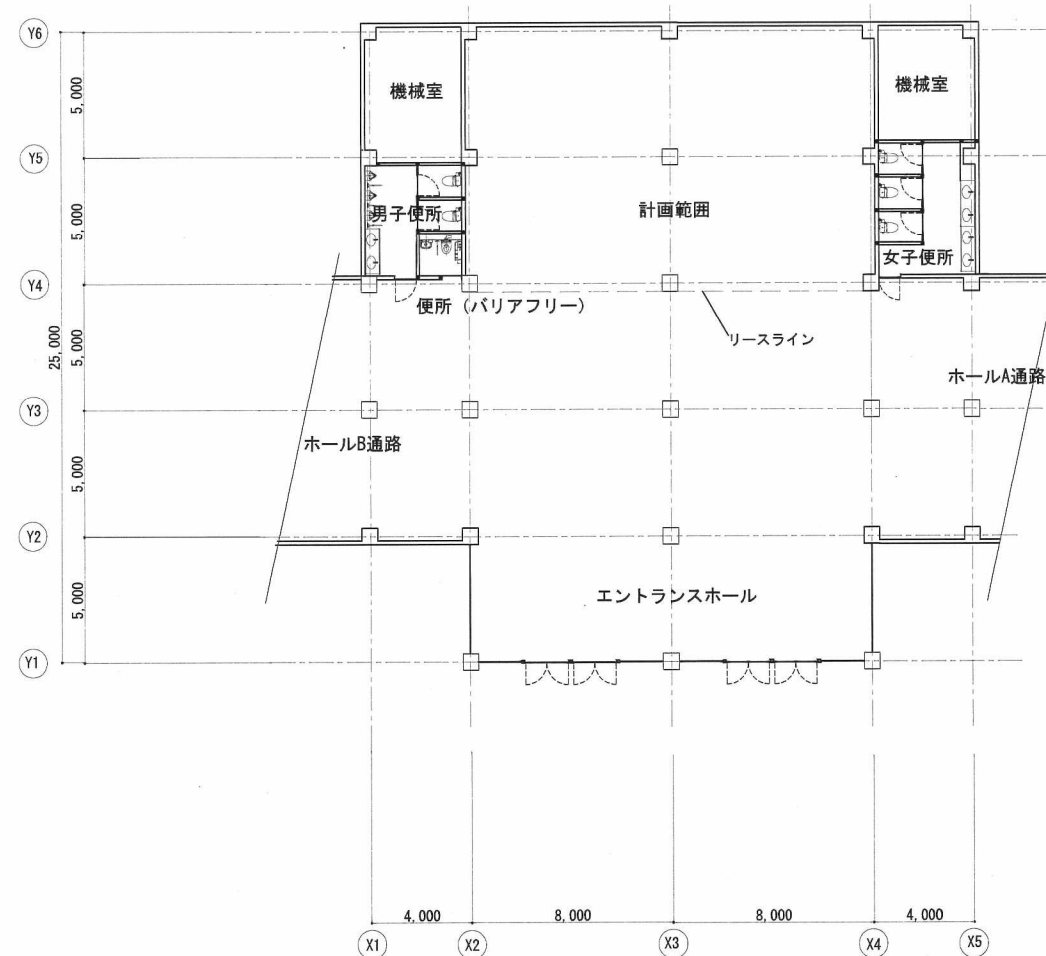 Y6
機械室
機械室
5,000
Y5
計画範囲
男子便所
5,000
女子便所
Y4
便所（バリアフリー）
リースライン
25,000
5,000
ホールA通路
Y3
ホールB通路
5,000
Y2
エントランスホール
5,000
Y1
4,000
8,000
8,000
4,000
X1
X2
X3
X4
X5